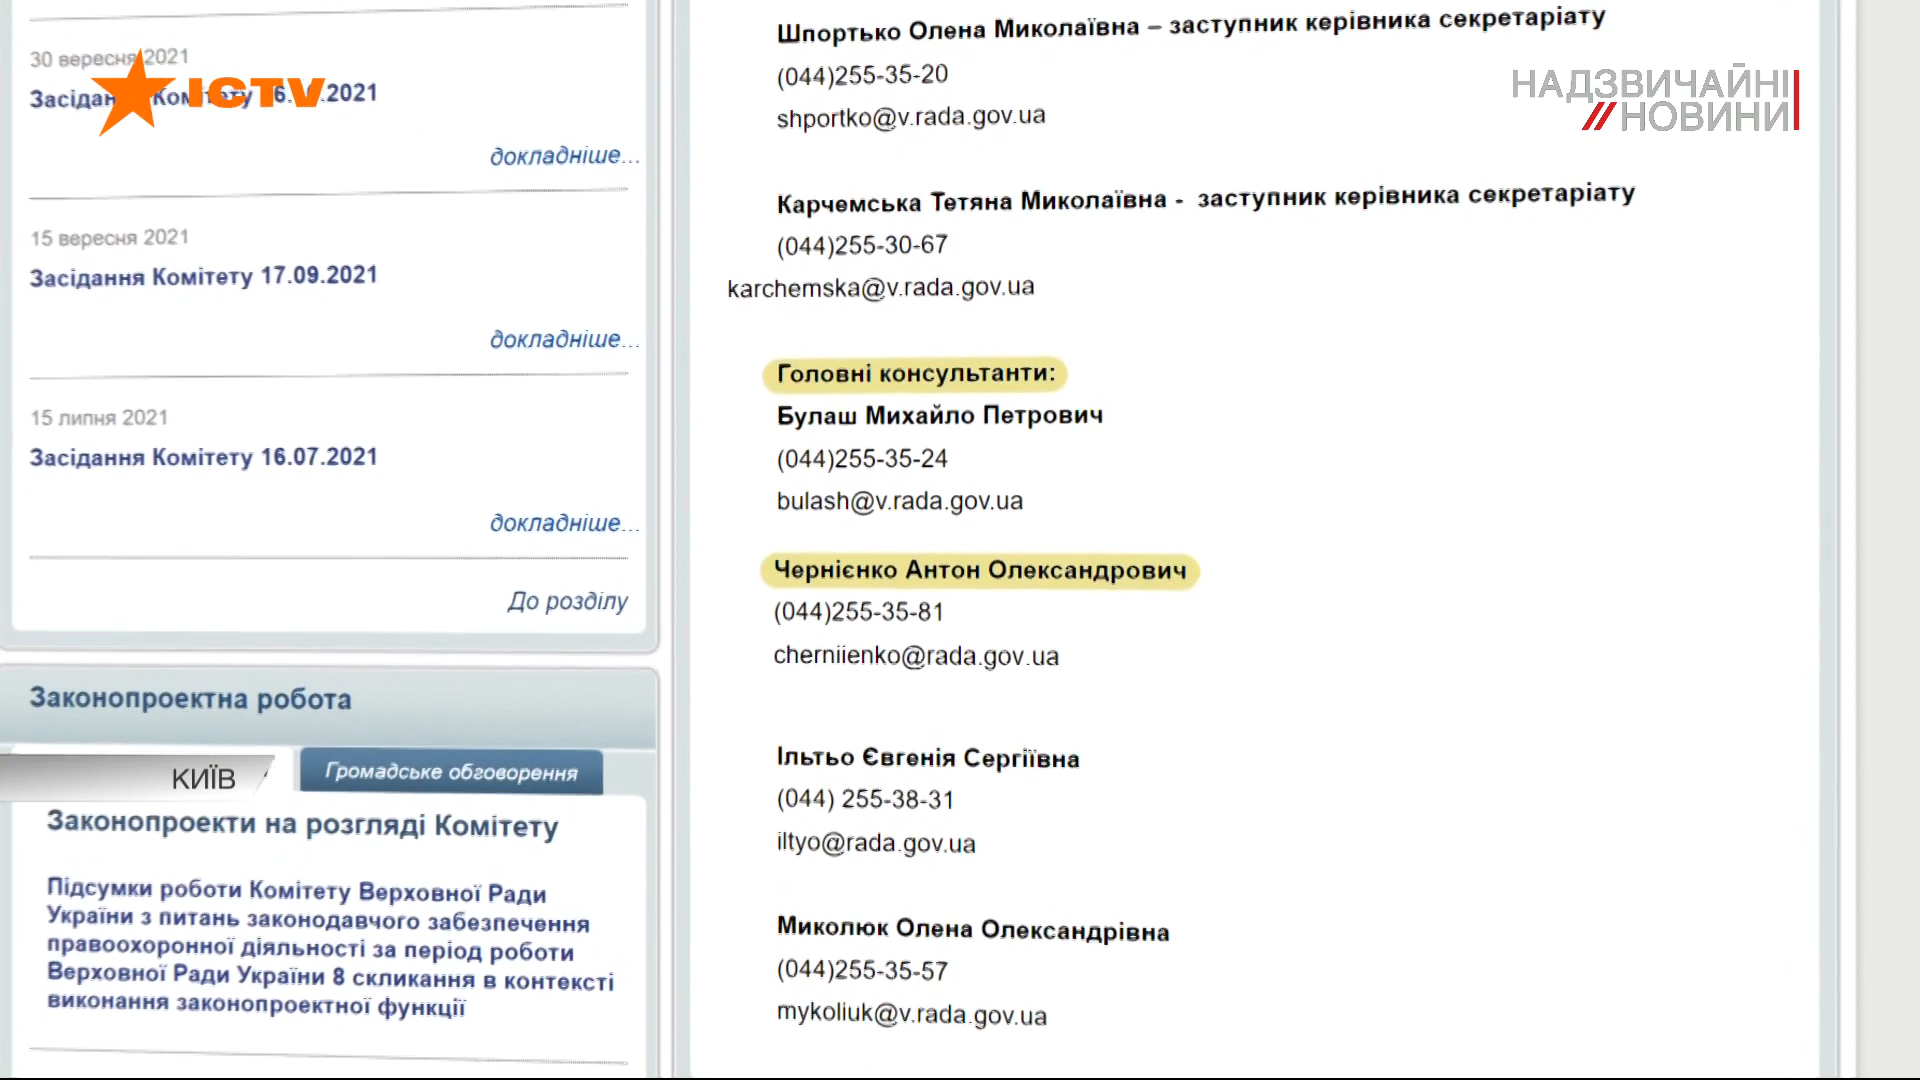 30 вересня 2021
Засідання Комітету 6. .2021
докладніше...
15 вересня 2021
Засідання Комітету 17.09.2021
докладніше...
15 липня 2021
Засідання Комітету 16.07.2021
докладніше...
До розділу
Законопроектна робота
Громадське обговорення
Законопроекти на розгляді Комітету
Підсумки роботи Комітету Верховної Ради
України з питань законодавчого забезпечення
правоохоронної діяльності за період роботи
Верховної Ради України 8 скликання в контексті
виконання законопроектної функції
ICTV
КИЇВ
НАДЗВИЧАЙНІ
// НОВИНИ
Шпортько Олена Миколаївна – заступник керівника секретаріату
(044)255-35-20
shportko@v.rada.gov.ua
Карчемська Тетяна Миколаївна - заступник керівника секретаріату
(044)255-30-67
karchemska@v.rada.gov.ua
Головні консультанти:
Булаш Михайло Петрович
(044)255-35-24
bulash@v.rada.gov.ua
Чернієнко Антон Олександрович
(044)255-35-81
cherniienko@rada.gov.ua
Ільтьо Євгенія Сергіївна
(044) 255-38-31
iltyo@rada.gov.ua
Миколюк Олена Олександрівна
(044)255-35-57
mykoliuk@v.rada.gov.ua